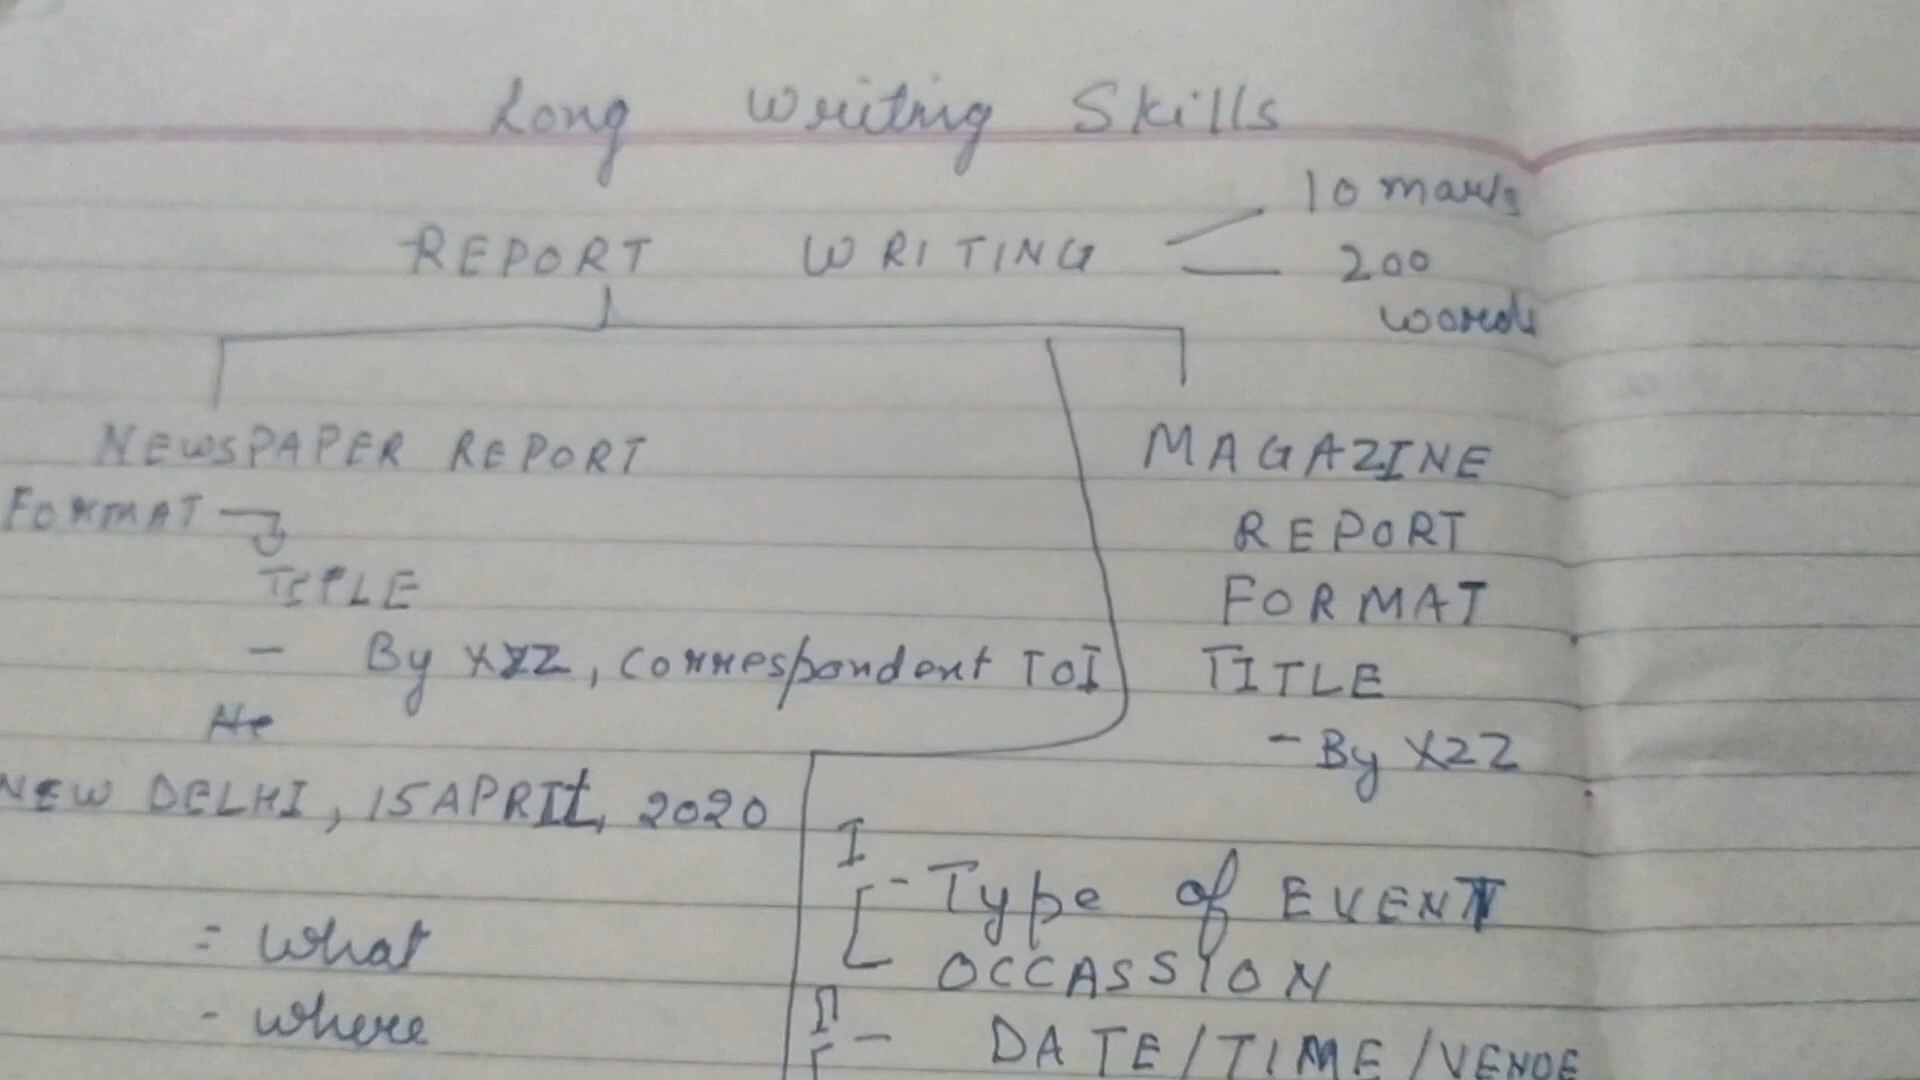 Long Writing Skills
REPORT WRITING
10 marks
200
words
NEWSPAPER REPORT
FORMAT
TITLE
- By XYZ, correspondent TOI
He
NEW DELHI, 15 APRIL, 2020
- what
- where
MAGAZINE
REPORT
FORMAT
TITLE
- By XYZ
I
- Type of EVENT
OCCASSION
II
- DATE/TIME/VENUE